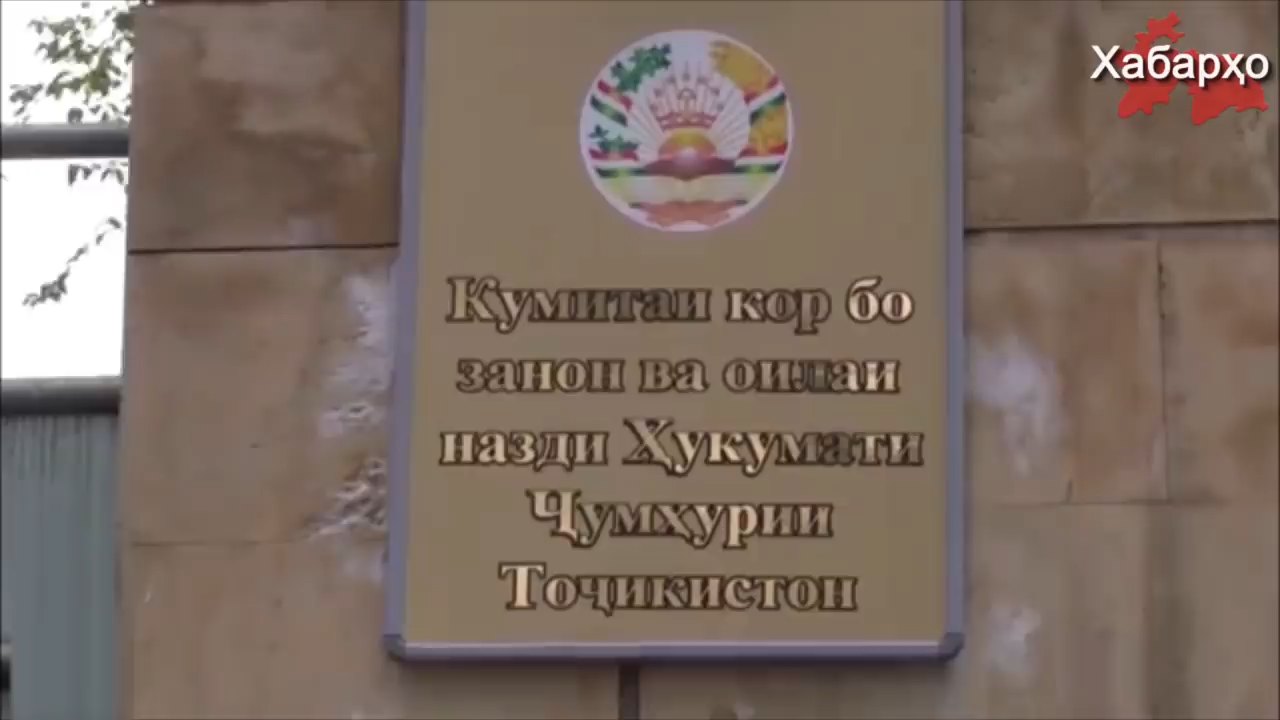 Хабарҳо
Кумитаи кор бо
занон ва оилаи
назди Ҳукумати
Ҷумҳурии
Тоҷикистон